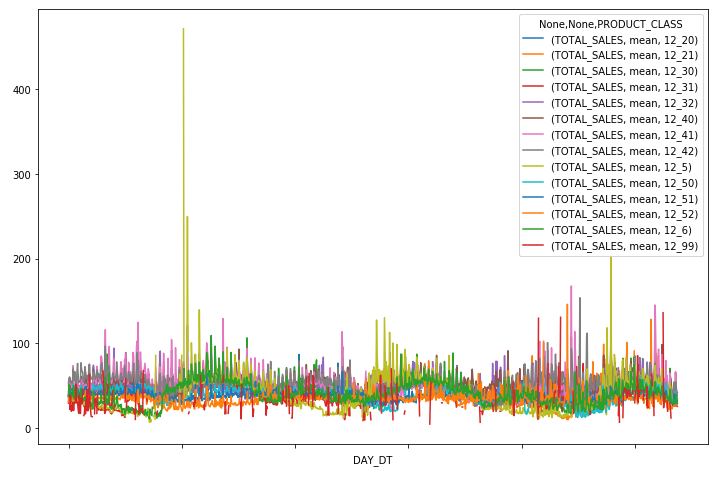 None,None,PRODUCT_CLASS
(TOTAL_SALES, mean, 12_20)
(TOTAL_SALES, mean, 12_21)
(TOTAL_SALES, mean, 12_30)
(TOTAL_SALES, mean, 12_31)
(TOTAL_SALES, mean, 12_32)
(TOTAL_SALES, mean, 12_40)
(TOTAL_SALES, mean, 12_41)
(TOTAL_SALES, mean, 12_42)
(TOTAL_SALES, mean, 12_5)
(TOTAL_SALES, mean, 12_50)
(TOTAL_SALES, mean, 12_51)
(TOTAL_SALES, mean, 12_52)
(TOTAL_SALES, mean, 12_6)
(TOTAL_SALES, mean, 12_99)
400
300
200
100
0
DAY_DT